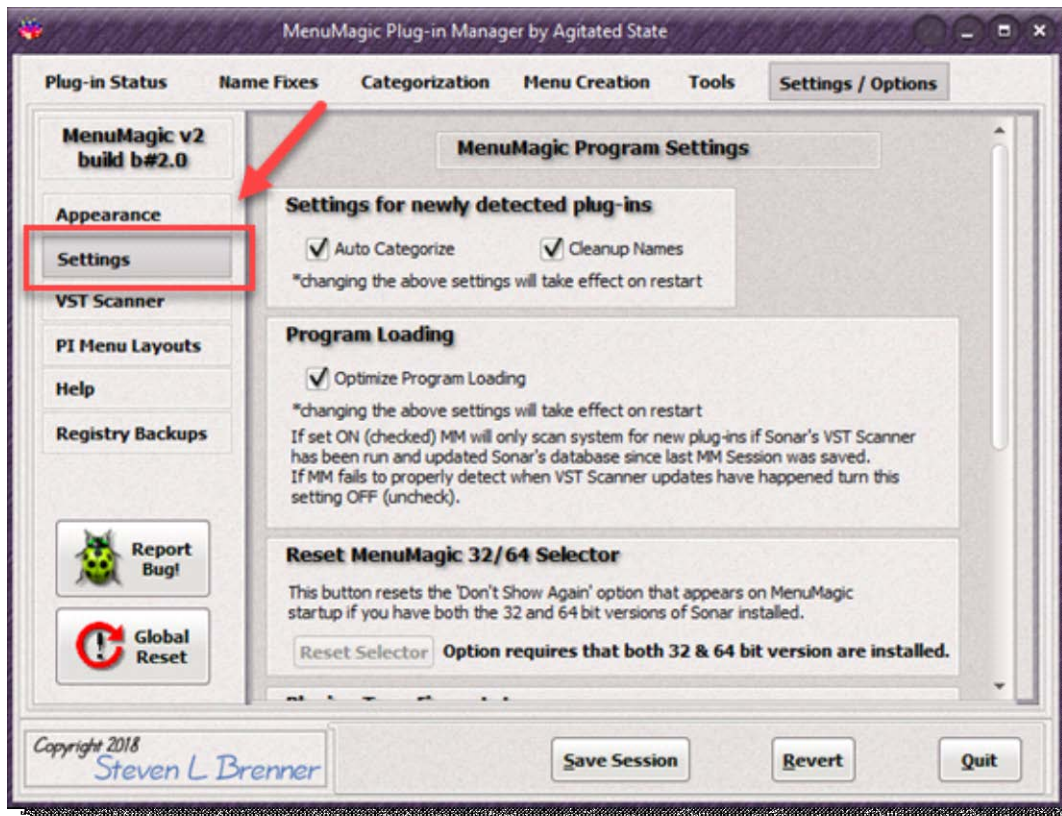 MenuMagic Plug-in Manager by Agitated State
Plug-in Status Name Fixes Categorization Menu Creation Tools Settings / Options
MenuMagic v2
build b#2.0
Appearance
Settings
VST Scanner
PI Menu Layouts
Help
Registry Backups
Report
Bug!
Global
Reset
MenuMagic Program Settings
Settings for newly detected plug-ins
Auto Categorize Cleanup Names
*changing the above settings will take effect on restart
Program Loading
Optimize Program Loading
*changing the above settings will take effect on restart
If set ON (checked) MM will only scan system for new plug-ins if Sonar's VST Scanner
has been run and updated Sonar's database since last MM Session was saved.
If MM fails to properly detect when VST Scanner updates have happened turn this
setting OFF (uncheck).
Reset MenuMagic 32/64 Selector
This button resets the 'Don't Show Again' option that appears on MenuMagic
startup if you have both the 32 and 64 bit versions of Sonar installed.
Reset Selector Option requires that both 32 & 64 bit version are installed.
Copyright 2018
Steven L Brenner
Save Session Revert Quit